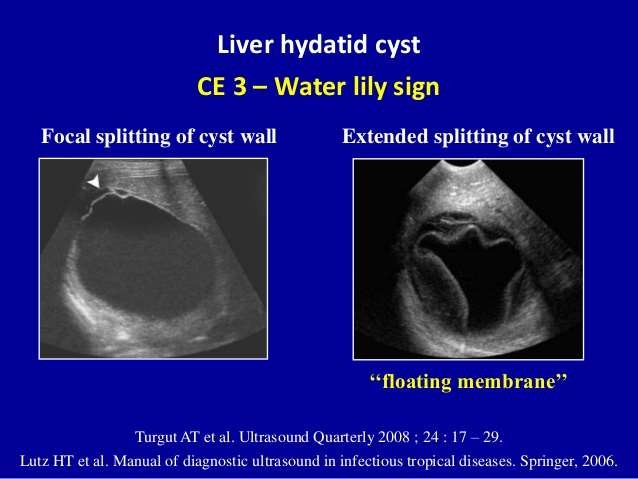 Liver hydatid cyst
CE 3 – Water lily sign
Focal splitting of cyst wall
Extended splitting of cyst wall
‘‘floating membrane’’
Turgut AT et al. Ultrasound Quarterly 2008 ; 24 : 17 – 29.
Lutz HT et al. Manual of diagnostic ultrasound in infectious tropical diseases. Springer, 2006.